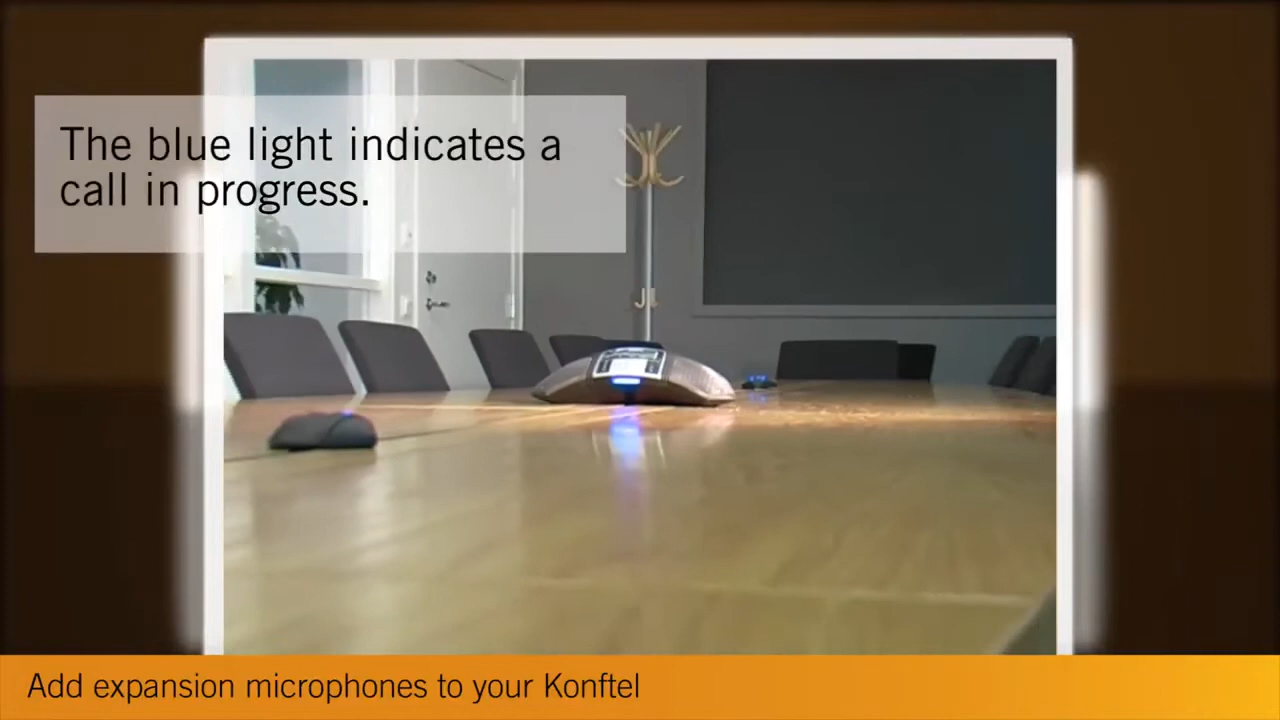 The blue light indicates a
call in progress.
Add expansion microphones to your Konftel